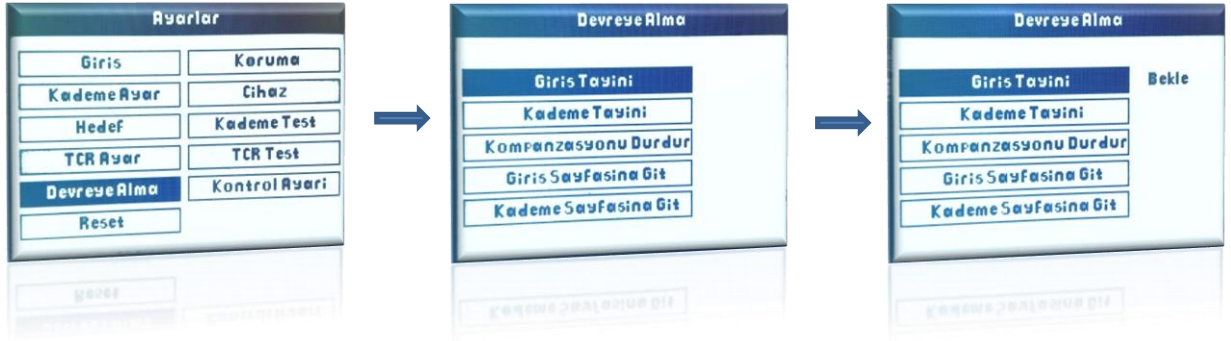 Ayarlar
Giris
Koruma
Kademe Ayar
Cihaz
Hedef
Kademe Test
TCR Ayar
TCR Test
Devreye Alma
Kontrol Ayari
Reset
Devreye Alma
Giris Tayini
Kademe Tayini
Kompanzasyonu Durdur
Giris Sayfasina Git
Kademe Sayfasina Git
Devreye Alma
Giris Tayini
Bekle
Kademe Tayini
Kompanzasyonu Durdur
Giris Sayfasina Git
Kademe Sayfasina Git